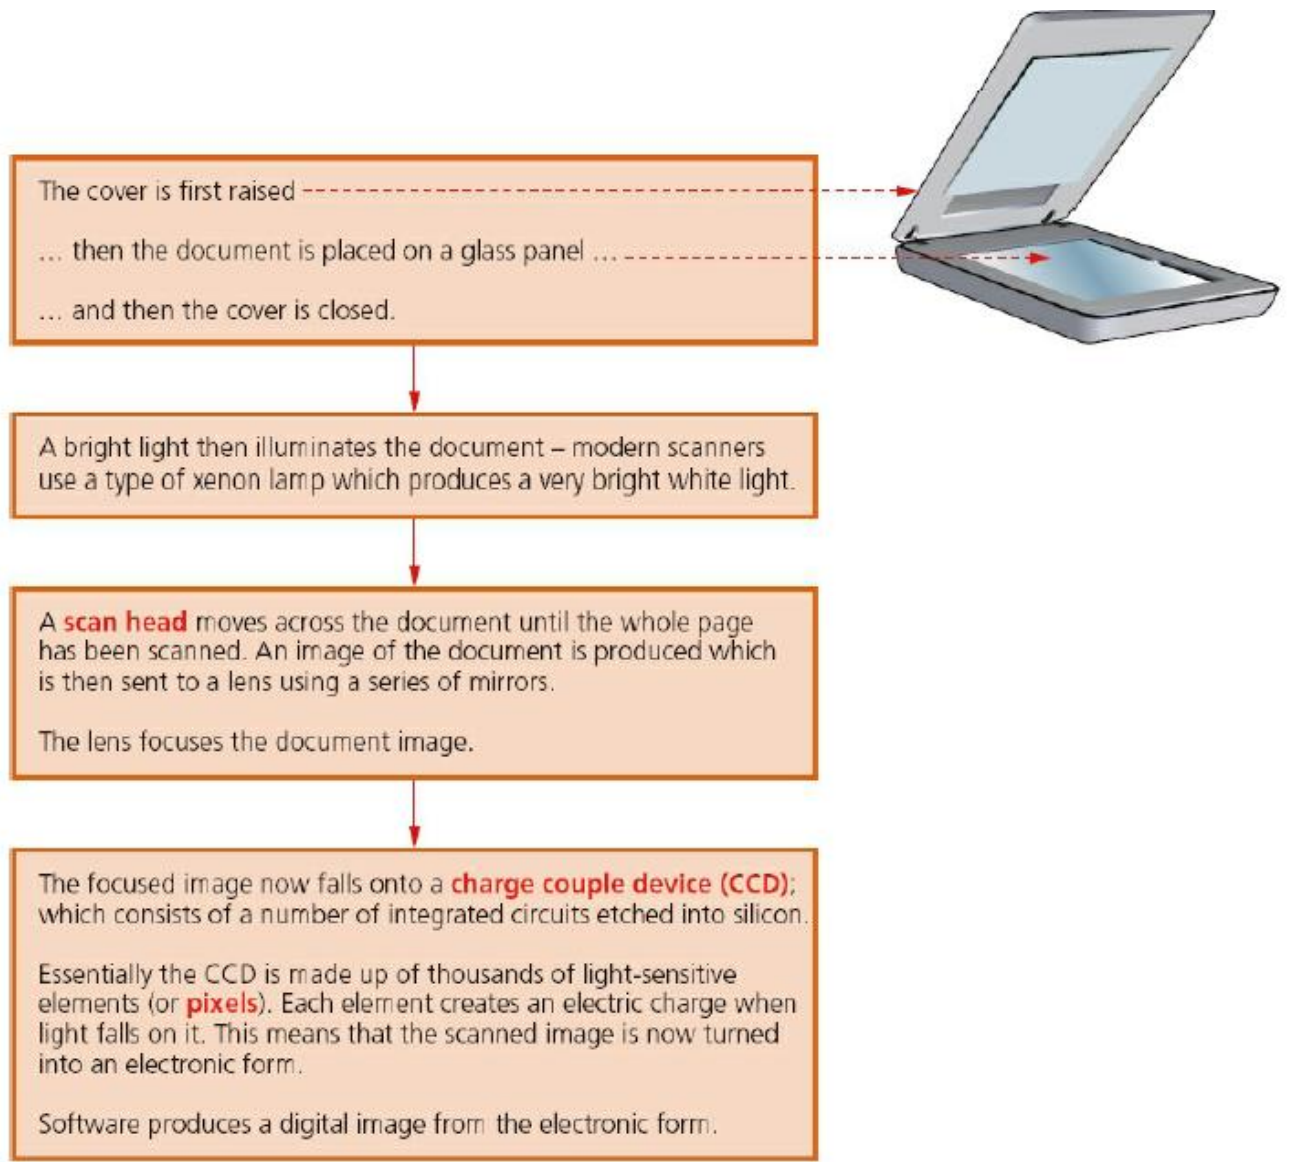 The cover is first raised
… then the document is placed on a glass panel …
… and then the cover is closed.
A bright light then illuminates the document – modern scanners
use a type of xenon lamp which produces a very bright white light.
A scan head moves across the document until the whole page
has been scanned. An image of the document is produced which
is then sent to a lens using a series of mirrors.
The lens focuses the document image.
The focused image now falls onto a charge couple device (CCD);
which consists of a number of integrated circuits etched into silicon.
Essentially the CCD is made up of thousands of light-sensitive
elements (or pixels). Each element creates an electric charge when
light falls on it. This means that the scanned image is now turned
into an electronic form.
Software produces a digital image from the electronic form.